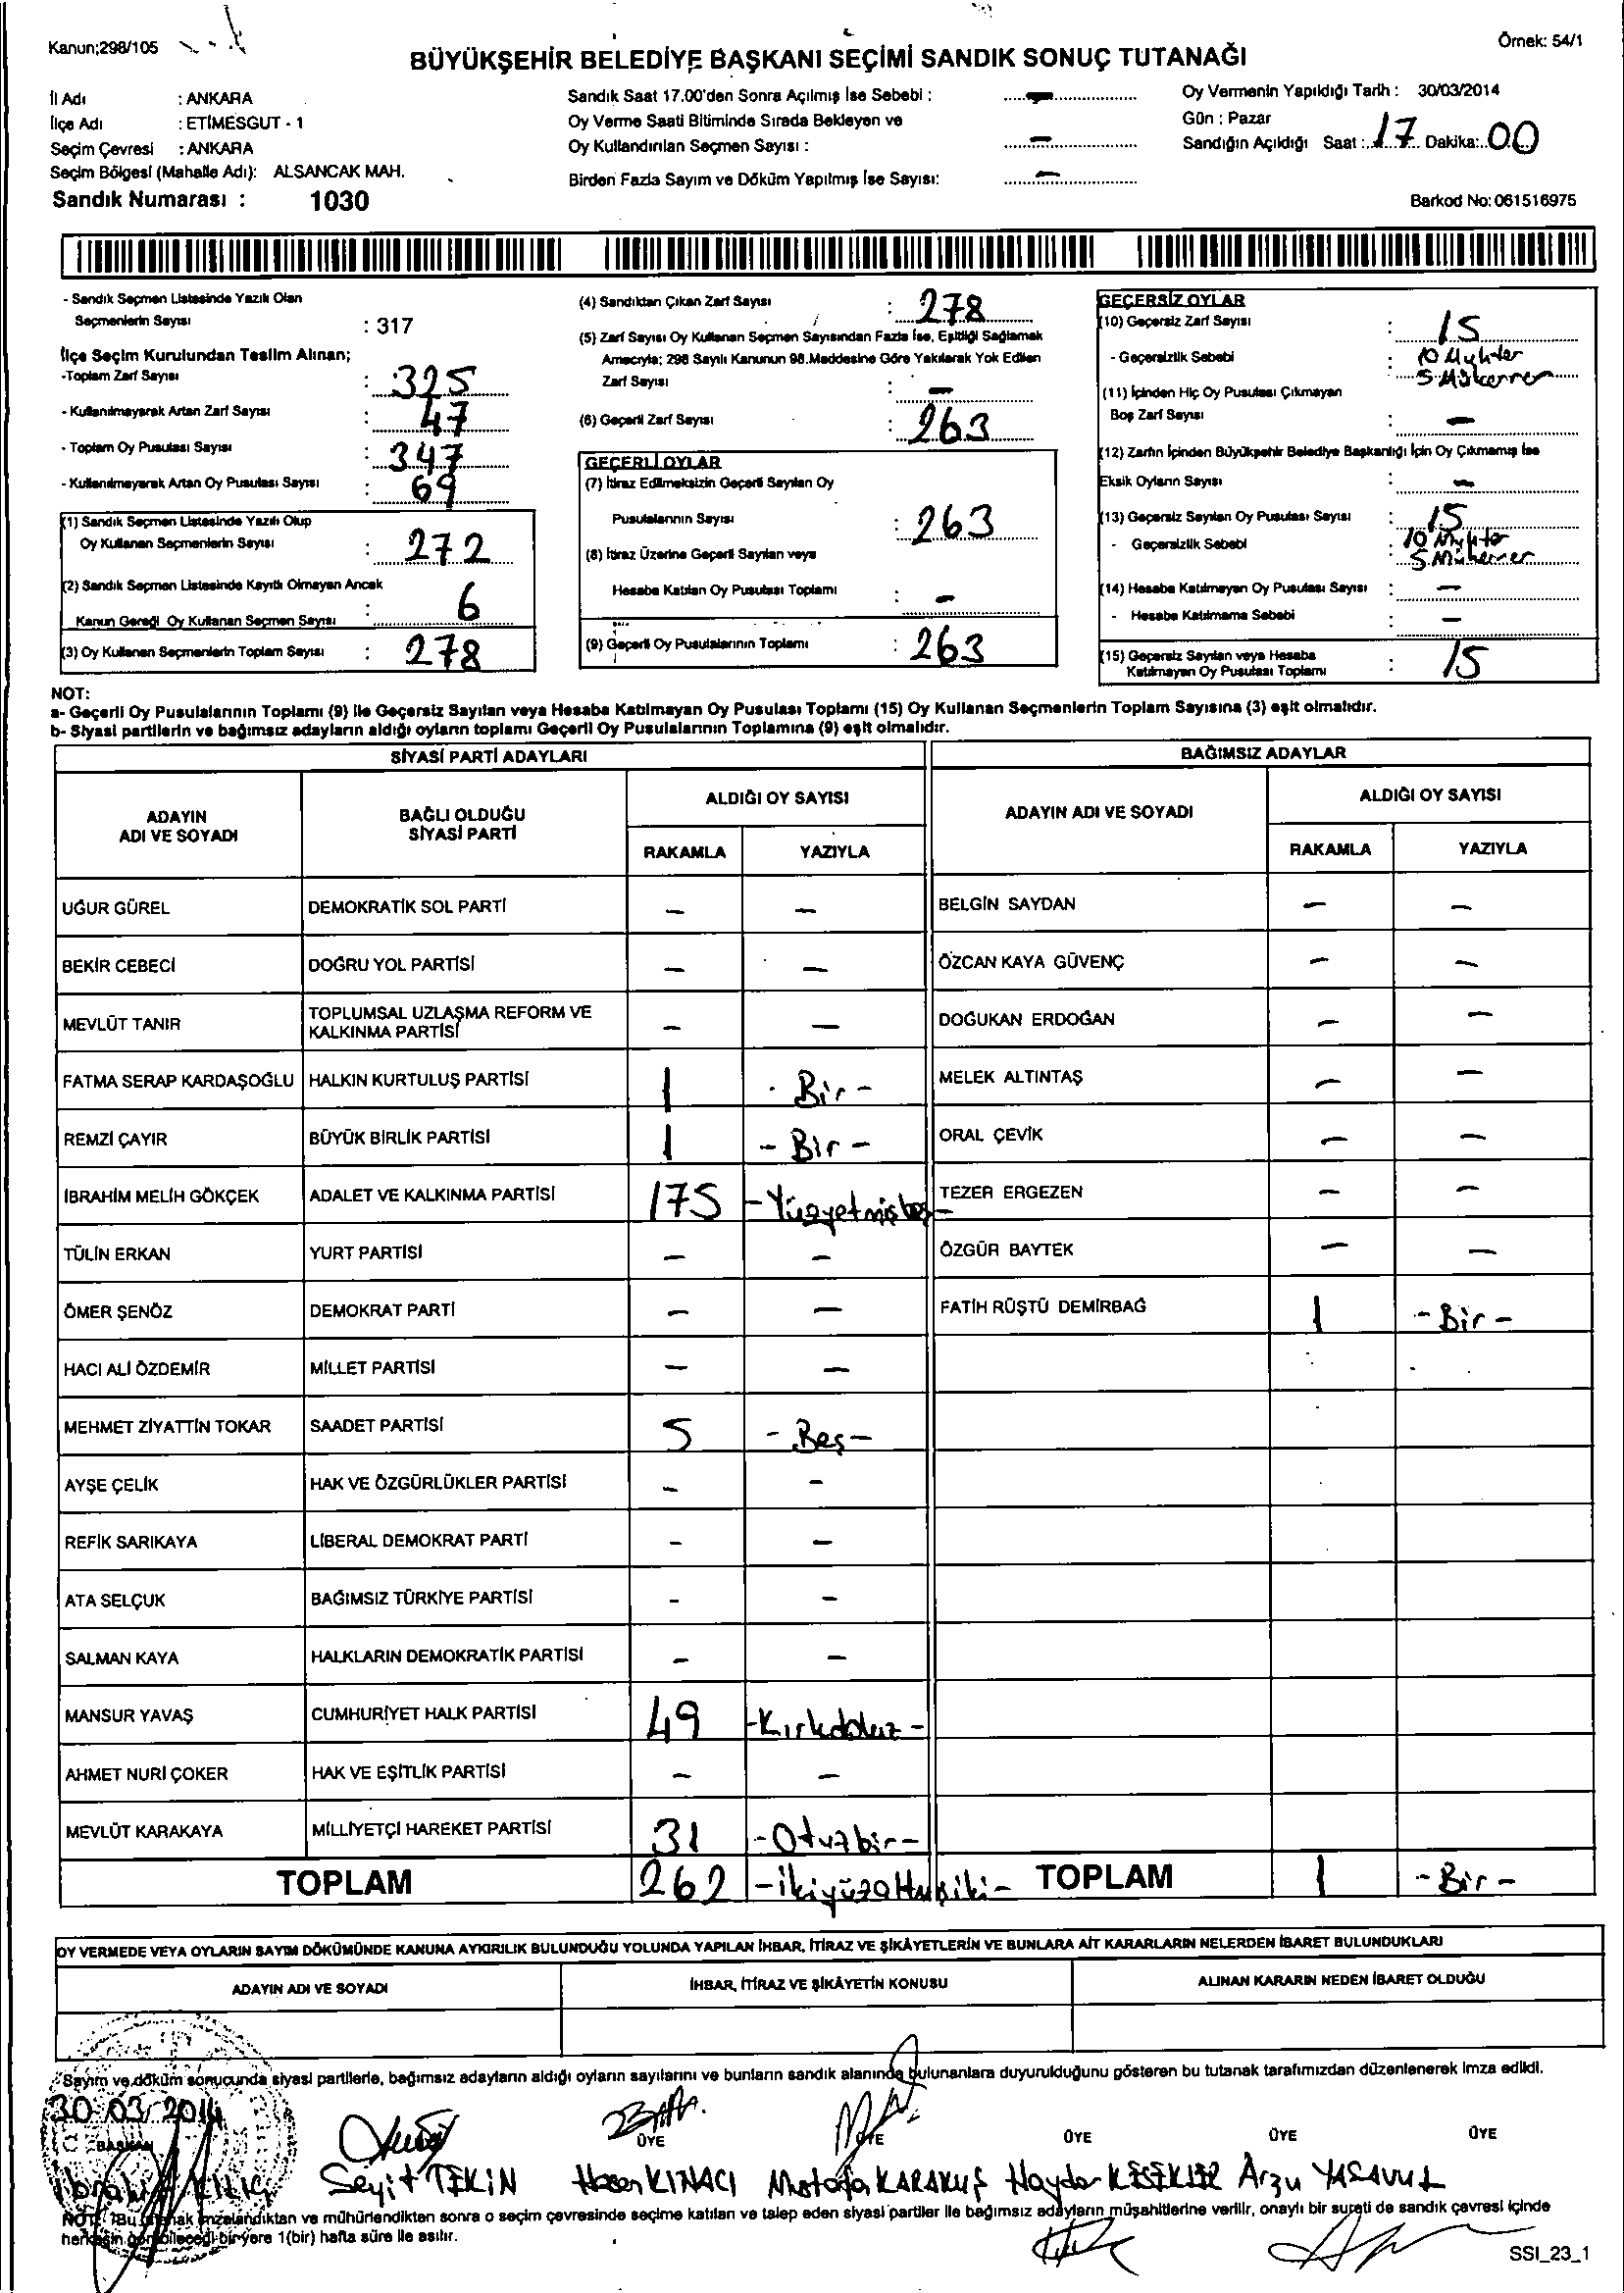 Kanun;298/105
Örnek: 54/1
BÜYÜKŞEHİR BELEDİYE BAŞKANI SEÇİMİ SANDIK SONUÇ TUTANAĞI
İl Adı : ANKARA
İlçe Adı : ETİMESGUT - 1
Seçim Çevresi : ANKARA
Seçim Bölgesi (Mahalle Adı): ALSANCAK MAH.
Sandık Numarası : 1030
Sandık Saat 17.00'den Sonra Açılmış İse Sebebi : -
Oy Verme Saati Bitiminde Sırada Bekleyen ve
Oy Kullandırılan Seçmen Sayısı : -
Birden Fazla Sayım ve Döküm Yapılmış İse Sayısı: -
Oy Vermenin Yapıldığı Tarih : 30/03/2014
Gün : Pazar
Sandığın Açıldığı Saat : 17 Dakika: 00
Barkod No: 061516975
- Sandık Seçmen Listesinde Yazılı Olan
Seçmenlerin Sayısı : 317
İlçe Seçim Kurulundan Teslim Alınan;
-Toplam Zarf Sayısı : 325
- Kullanılmayarak Artan Zarf Sayısı : 47
- Toplam Oy Pusulası Sayısı : 347
- Kullanılmayarak Artan Oy Pusulası Sayısı : 69
(1) Sandık Seçmen Listesinde Yazılı Olup
Oy Kullanan Seçmenlerin Sayısı : 272
(2) Sandık Seçmen Listesinde Kayıtlı Olmayan Ancak
Kanun Gereği Oy Kullanan Seçmen Sayısı : 6
(3) Oy Kullanan Seçmenlerin Toplam Sayısı : 278
(4) Sandıktan Çıkan Zarf Sayısı : 278
(5) Zarf Sayısı Oy Kullanan Seçmen Sayısından Fazla İse, Eşitliği Sağlamak
Amacıyla; 298 Sayılı Kanunun 98.Maddesine Göre Yakılarak Yok Edilen
Zarf Sayısı : -
(6) Geçerli Zarf Sayısı : 263
GEÇERLİ OYLAR
(7) İtiraz Edilmeksizin Geçerli Sayılan Oy
Pusulalarının Sayısı : 263
(8) İtiraz Üzerine Geçerli Sayılan veya
Hesaba Katılan Oy Pusulası Toplamı : -
(9) Geçerli Oy Pusulalarının Toplamı : 263
GEÇERSİZ OYLAR
(10) Geçersiz Zarf Sayısı : 15
- Geçersizlik Sebebi : 10 Muhtar
5 Mükerrer
(11) İçinden Hiç Oy Pusulası Çıkmayan
Boş Zarf Sayısı : -
(12) Zarfın İçinden Büyükşehir Belediye Başkanlığı İçin Oy Çıkmamış İse
Eksik Oyların Sayısı : -
(13) Geçersiz Sayılan Oy Pusulası Sayısı : 15
- Geçersizlik Sebebi : 10 Muhtar
5 Mükerrer
(14) Hesaba Katılmayan Oy Pusulası Sayısı : -
- Hesaba Katılmama Sebebi : -
(15) Geçersiz Sayılan veya Hesaba
Katılmayan Oy Pusulası Toplamı : 15
NOT:
a- Geçerli Oy Pusulalarının Toplamı (9) ile Geçersiz Sayılan veya Hesaba Katılmayan Oy Pusulası Toplamı (15) Oy Kullanan Seçmenlerin Toplam Sayısına (3) eşit olmalıdır.
b- Siyasi partilerin ve bağımsız adayların aldığı oyların toplamı Geçerli Oy Pusulalarının Toplamına (9) eşit olmalıdır.
SİYASİ PARTİ ADAYLARI
ADAYIN ADI VE SOYADI BAĞLI OLDUĞU SİYASİ PARTİ ALDIĞI OY SAYISI
RAKAMLA YAZIYLA
UĞUR GÜREL DEMOKRATİK SOL PARTİ - -
BEKİR CEBECİ DOĞRU YOL PARTİSİ - -
MEVLÜT TANIR TOPLUMSAL UZLAŞMA REFORM VE KALKINMA PARTİSİ - -
FATMA SERAP KARDAŞOĞLU HALKIN KURTULUŞ PARTİSİ 1 - Bir -
REMZİ ÇAYIR BÜYÜK BİRLİK PARTİSİ 1 - Bir -
İBRAHİM MELİH GÖKÇEK ADALET VE KALKINMA PARTİSİ 175 - Yüzyetmişbeş -
TÜLİN ERKAN YURT PARTİSİ - -
ÖMER ŞENÖZ DEMOKRAT PARTİ - -
HACI ALİ ÖZDEMİR MİLLET PARTİSİ - -
MEHMET ZİYATTİN TOKAR SAADET PARTİSİ 5 - Beş -
AYŞE ÇELİK HAK VE ÖZGÜRLÜKLER PARTİSİ - -
REFİK SARIKAYA LİBERAL DEMOKRAT PARTİ - -
ATA SELÇUK BAĞIMSIZ TÜRKİYE PARTİSİ - -
SALMAN KAYA HALKLARIN DEMOKRATİK PARTİSİ - -
MANSUR YAVAŞ CUMHURİYET HALK PARTİSİ 49 - Kırkdokuz -
AHMET NURİ ÇOKER HAK VE EŞİTLİK PARTİSİ - -
MEVLÜT KARAKAYA MİLLİYETÇİ HAREKET PARTİSİ 31 - Otuzbir -
TOPLAM 262 - ikiyüzaltmışiki -
BAĞIMSIZ ADAYLAR
ADAYIN ADI VE SOYADI ALDIĞI OY SAYISI
RAKAMLA YAZIYLA
BELGİN SAYDAN - -
ÖZCAN KAYA GÜVENÇ - -
DOĞUKAN ERDOĞAN - -
MELEK ALTINTAŞ - -
ORAL ÇEVİK - -
TEZER ERGEZEN - -
ÖZGÜR BAYTEK - -
FATİH RÜŞTÜ DEMİRBAĞ 1 - Bir -
TOPLAM 1 - Bir -
OY VERMEDE VEYA OYLARIN SAYIM DÖKÜMÜNDE KANUNA AYKIRILIK BULUNDUĞU YOLUNDA YAPILAN İHBAR, İTİRAZ VE ŞİKÂYETLERİN VE BUNLARA AİT KARARLARIN NELERDEN İBARET BULUNDUKLARI
ADAYIN ADI VE SOYADI İHBAR, İTİRAZ VE ŞİKÂYETİN KONUSU ALINAN KARARIN NEDEN İBARET OLDUĞU
Sayım ve döküm sonucunda siyasi partilerle, bağımsız adayların aldığı oyların sayılarını ve bunların sandık alanında bulunanlara duyurulduğunu gösteren bu tutanak tarafımızdan düzenlenerek imza edildi.
30 03/2014
BAŞKAN ÜYE ÜYE ÜYE ÜYE ÜYE
İbrahim KILIÇ Seyit TEKİN Hasan KINACI Mustafa KARAKUŞ Haydar Arzu YASAVUL
NOT: Bu tutanak imzalandıktan ve mühürlendikten sonra o seçim çevresinde seçime katılan ve talep eden siyasi partiler ile bağımsız adayların müşahitlerine verilir, onaylı bir sureti de sandık çevresi içinde
herkesin görebileceği bir yere 1(bir) hafta süre ile asılır.
SSI_23_1